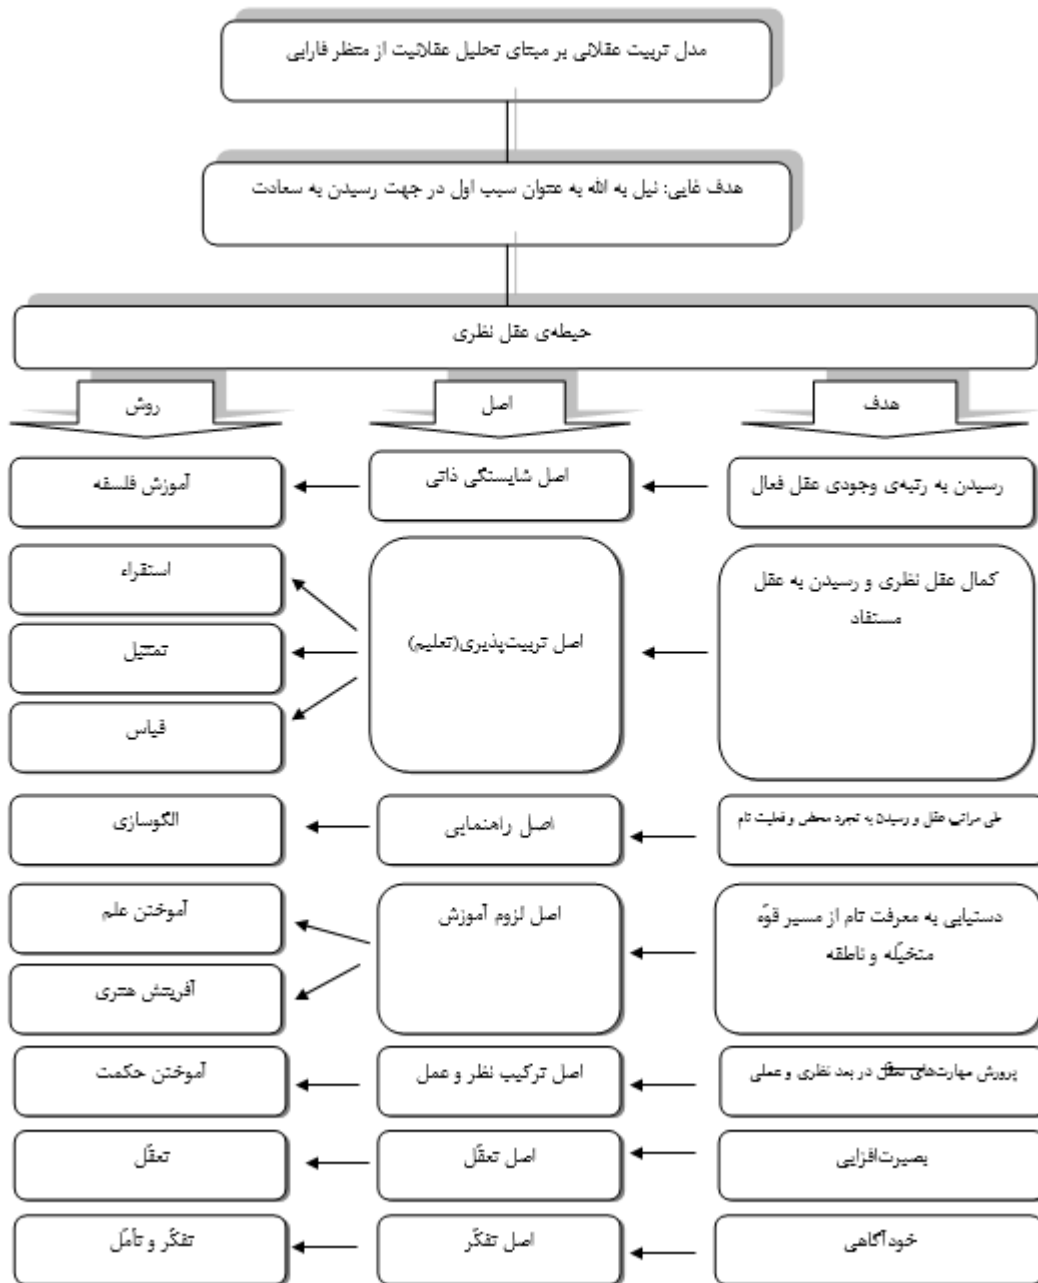 مدل تربیت عقلانی بر مبنای تحلیل عقلانیت از منظر فارابی
هدف غایی: نیل به الله به عنوان سبب اول در جهت رسیدن به سعادت
حیطه‌ی عقل نظری
هدف
اصل
روش
رسیدن به رتبه‌ی وجودی عقل فعال
اصل شایستگی ذاتی
آموزش فلسفه
کمال عقل نظری و رسیدن به عقل
مستفاد
اصل تربیت‌پذیری(تعلیم)
استقراء
تمثیل
قیاس
طی مراتب عقل و رسیدن به تجرد محض و فعلیت تام
اصل راهنمایی
الگوسازی
دستیابی به معرفت تام از مسیر قوّه
متخیّله و ناطقه
اصل لزوم آموزش
آموختن علم
آفرینش هنری
پرورش مهارت‌های تعقل در بعد نظری و عملی
اصل ترکیب نظر و عمل
آموختن حکمت
بصیرت‌افزایی
اصل تعقّل
تعقّل
خودآگاهی
اصل تفکّر
تفکّر و تأمّل